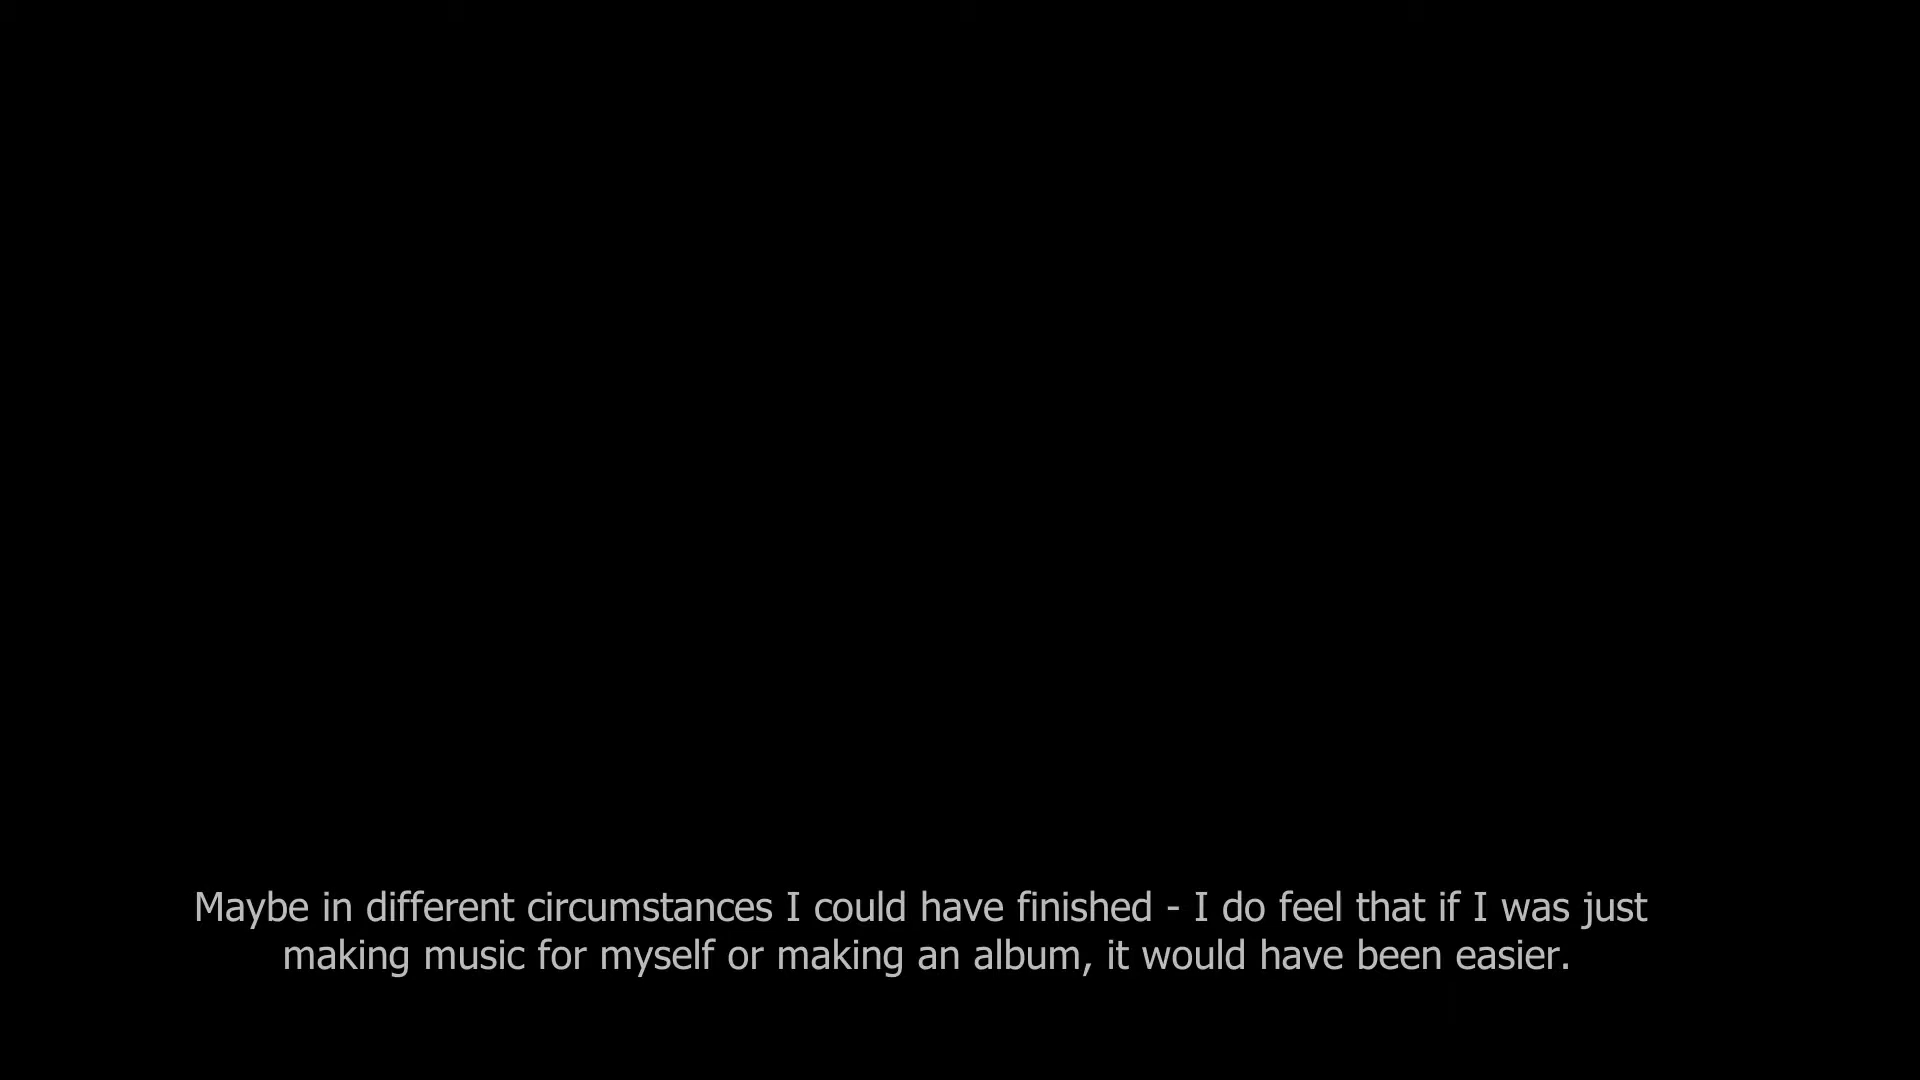 Maybe in different circumstances I could have finished - I do feel that if I was just
making music for myself or making an album, it would have been easier.